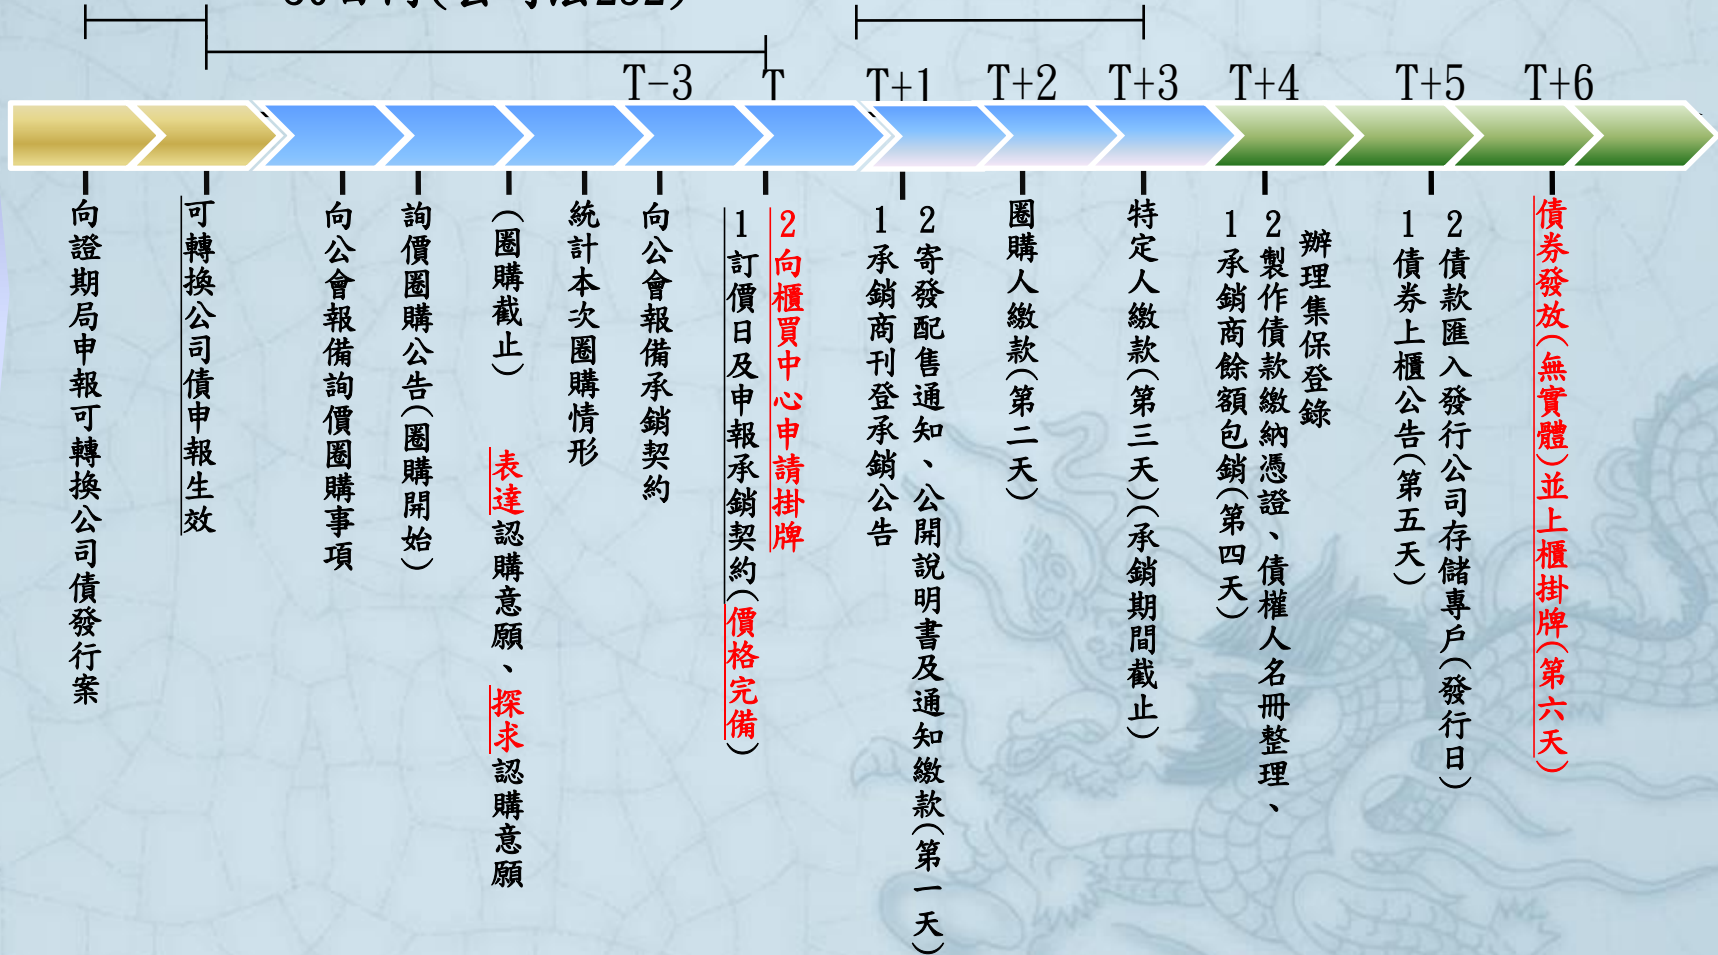 30日內(公司法252)
T-3
T
T+1
T+2
T+3
T+4
T+5
T+6
向證期局申報可轉換公司債發行案
可轉換公司債申報生效
向公會報備詢價圈購事項
詢價圈購公告(圈購開始)
(圈購截止) 表達認購意願、探求認購意願
統計本次圈購情形
向公會報備承銷契約
1訂價日及申報承銷契約(價格完備)
2向櫃買中心申請掛牌
1承銷商刊登承銷公告
2寄發配售通知、公開說明書及通知繳款(第一天)
圈購人繳款(第二天)
特定人繳款(第三天)(承銷期間截止)
1承銷商餘額包銷(第四天)
2製作債款繳納憑證、債權人名冊整理、
辦理集保登錄
1債券上櫃公告(第五天)
2債款匯入發行公司存儲專戶(發行日)
債券發放(無實體)並上櫃掛牌(第六天)